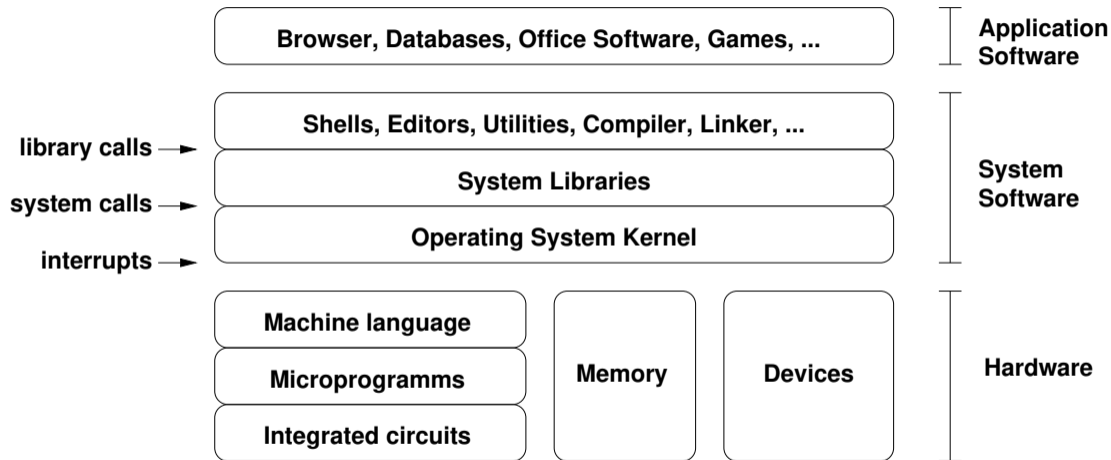 Browser, Databases, Office Software, Games, ...
Application
Software
Shells, Editors, Utilities, Compiler, Linker, ...
library calls
System Libraries
System
Software
system calls
Operating System Kernel
interrupts
Machine language
Microprogramms
Integrated circuits
Memory
Devices
Hardware